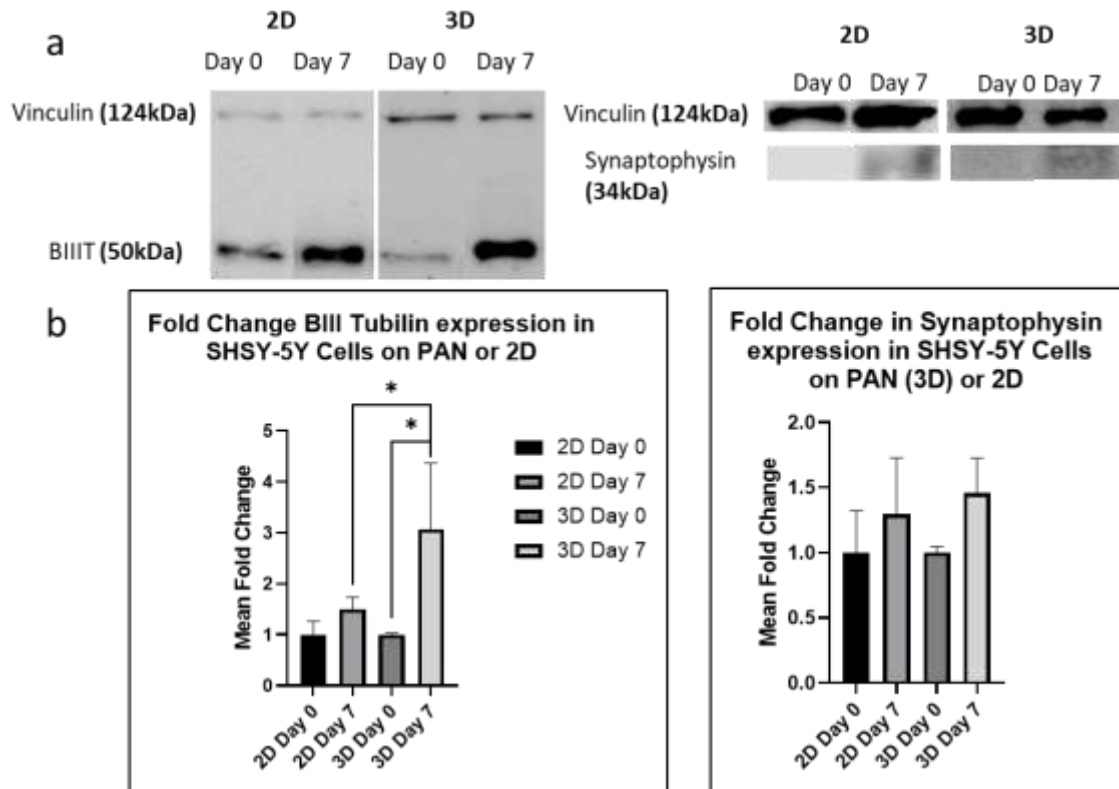 a
2D 3D
Day 0 Day 7 Day 0 Day 7
Vinculin (124kDa)
BIIIT (50kDa)
2D 3D
Day 0 Day 7 Day 0 Day 7
Vinculin (124kDa)
Synaptophysin
(34kDa)
b
Fold Change BIII Tubilin expression in
SHSY-5Y Cells on PAN or 2D
*
*
Mean Fold Change
5
4
3
2
1
0
2D Day 0
2D Day 7
3D Day 0
3D Day 7
2D Day 0
2D Day 7
3D Day 0
3D Day 7
Fold Change in Synaptophysin
expression in SHSY-5Y Cells
on PAN (3D) or 2D
Mean Fold Change
2.0
1.5
1.0
0.5
0.0
2D Day 0
2D Day 7
3D Day 0
3D Day 7